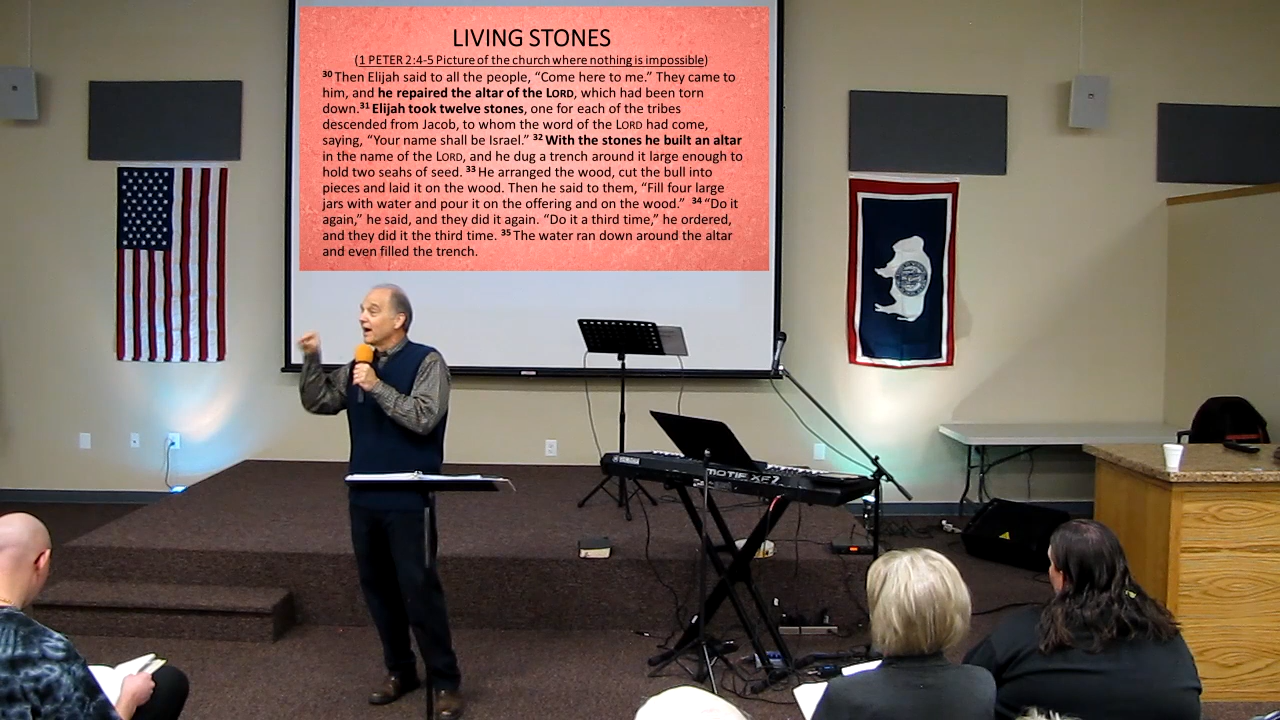 LIVING STONES
(1 PETER 2:4-5 Picture of the church where nothing is impossible)
30 Then Elijah said to all the people, “Come here to me.” They came to
him, and he repaired the altar of the LORD, which had been torn
down.31 Elijah took twelve stones, one for each of the tribes
descended from Jacob, to whom the word of the LORD had come,
saying, “Your name shall be Israel.” 32 With the stones he built an altar
in the name of the LORD, and he dug a trench around it large enough to
hold two seahs of seed. 33 He arranged the wood, cut the bull into
pieces and laid it on the wood. Then he said to them, “Fill four large
jars with water and pour it on the offering and on the wood.” 34 “Do it
again,” he said, and they did it again. “Do it a third time,” he ordered,
and they did it the third time. 35 The water ran down around the altar
and even filled the trench.
YAMAHA
MOTIF XF7